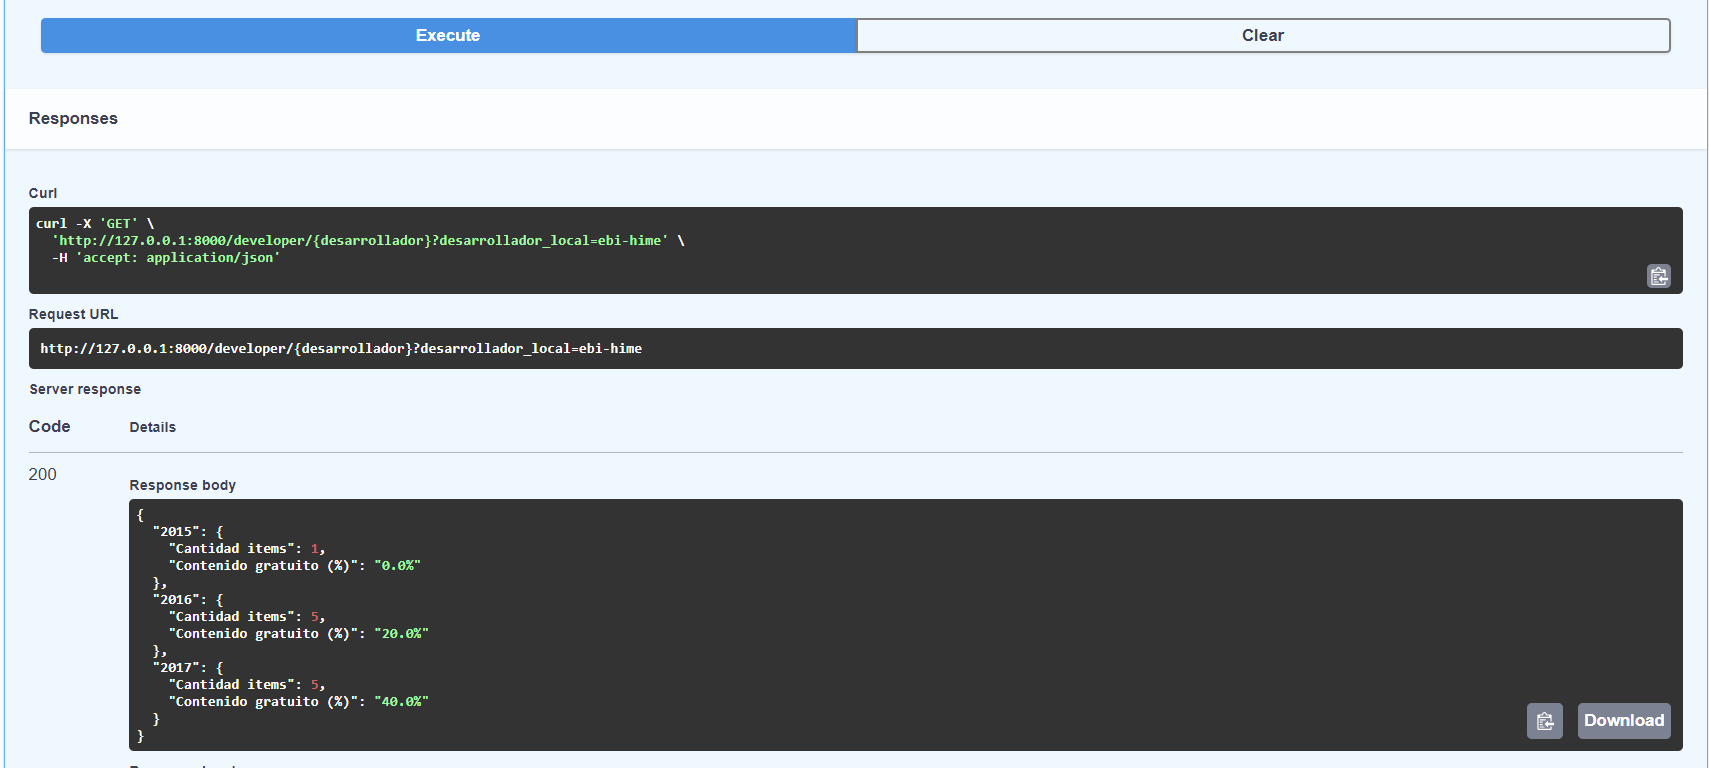 Execute
Clear
Responses
Curl
curl -X 'GET' \
'http://127.0.0.1:8000/developer/{desarrollador}?desarrollador_local=ebi-hime' \
-H 'accept: application/json'
Request URL
http://127.0.0.1:8000/developer/{desarrollador}?desarrollador_local=ebi-hime
Server response
Code Details
200
Response body
{
"2015": {
"Cantidad items": 1,
"Contenido gratuito (%)": "0.0%"
},
"2016": {
"Cantidad items": 5,
"Contenido gratuito (%)": "20.0%"
},
"2017": {
"Cantidad items": 5,
"Contenido gratuito (%)": "40.0%"
}
}
Download